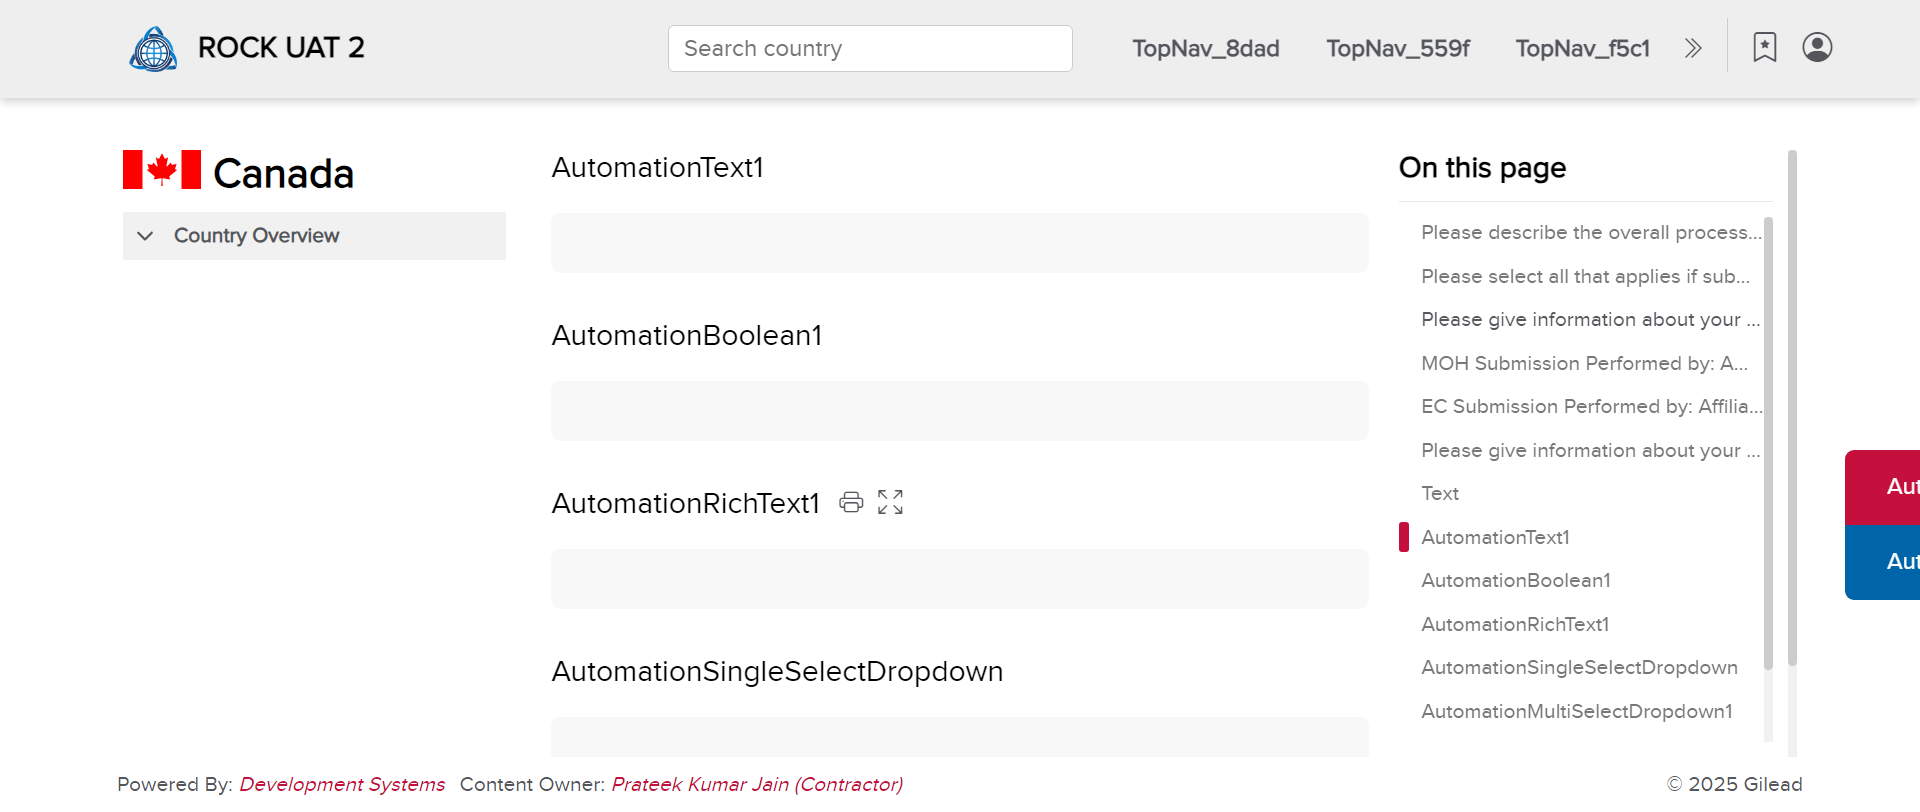 ROCK UAT 2
Search country
TopNav_8dad
TopNav_559f
TopNav_f5c1
Canada
Country Overview
AutomationText1
AutomationBoolean1
AutomationRichText1
AutomationSingleSelectDropdown
On this page
Please describe the overall process...
Please select all that applies if sub...
Please give information about your ...
MOH Submission Performed by: A...
EC Submission Performed by: Affilia...
Please give information about your ...
Text
AutomationText1
AutomationBoolean1
AutomationRichText1
AutomationSingleSelectDropdown
AutomationMultiSelectDropdown1
Aut
Aut
Powered By: Development Systems Content Owner: Prateek Kumar Jain (Contractor)
© 2025 Gilead